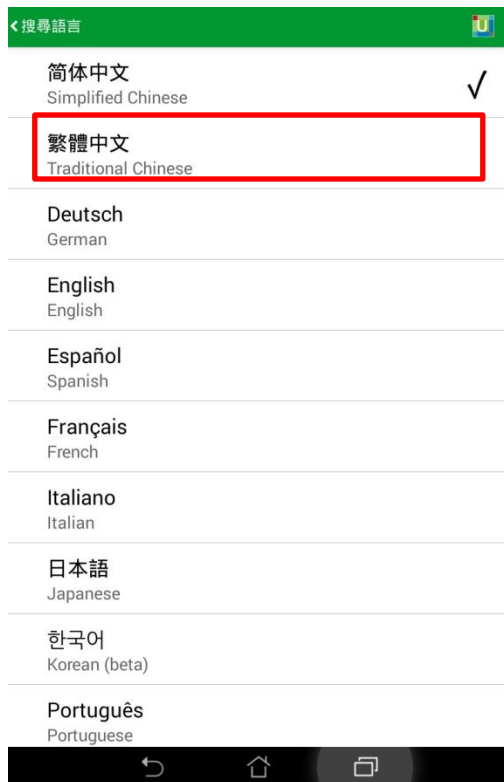 搜尋語言
U
简体中文
Simplified Chinese
繁體中文
Traditional Chinese
Deutsch
German
English
English
Español
Spanish
Français
French
Italiano
Italian
日本語
Japanese
한국어
Korean (beta)
Português
Portuguese